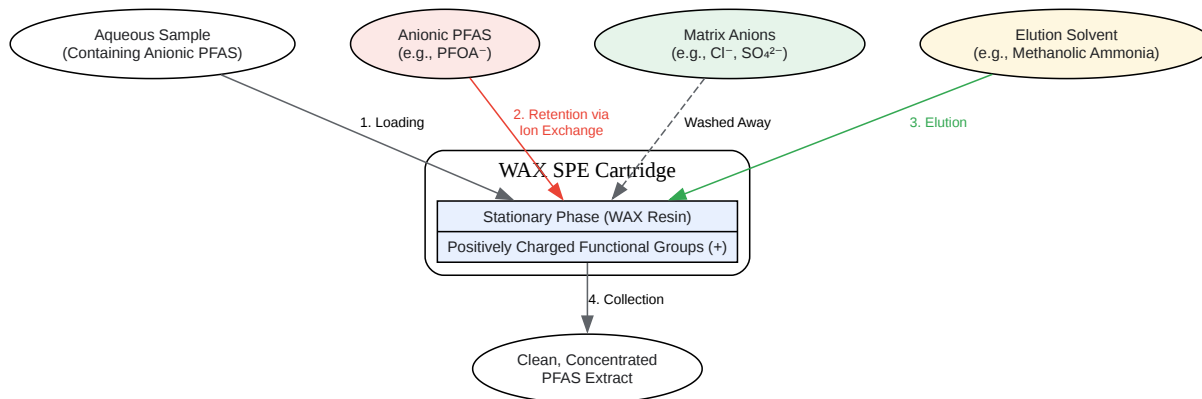 Aqueous Sample
(Containing Anionic PFAS)
Anionic PFAS
(e.g., PFOA⁻)
Matrix Anions
(e.g., Cl⁻, SO₄²⁻)
Elution Solvent
(e.g., Methanolic Ammonia)
1. Loading
2. Retention via
Ion Exchange
Washed Away
3. Elution
WAX SPE Cartridge
Stationary Phase (WAX Resin)
Positively Charged Functional Groups (+)
4. Collection
Clean, Concentrated
PFAS Extract